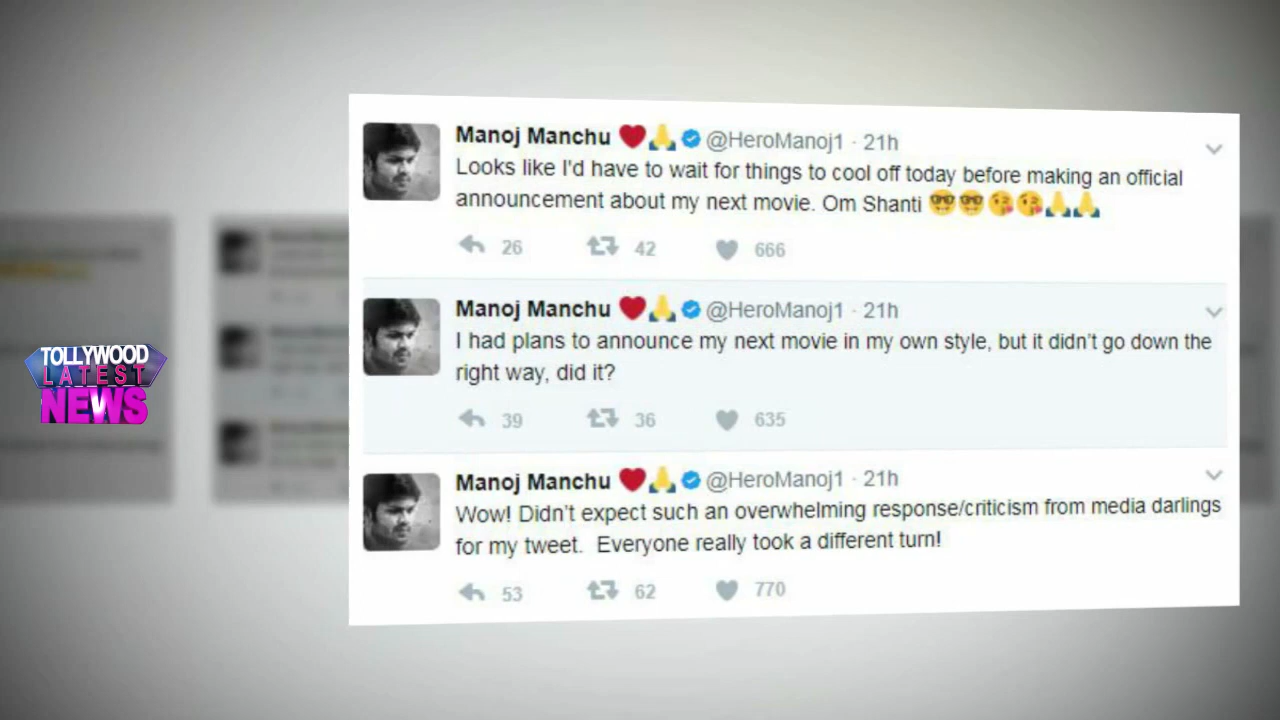 Manoj Manchu ❤️🙏 @HeroManoj1 · 21h
Looks like I'd have to wait for things to cool off today before making an official
announcement about my next movie. Om Shanti 🤓🤓😘😘🙏🙏
26 42 666
Manoj Manchu ❤️🙏 @HeroManoj1 · 21h
I had plans to announce my next movie in my own style, but it didn't go down the
right way, did it?
39 36 635
Manoj Manchu ❤️🙏 @HeroManoj1 · 21h
Wow! Didn't expect such an overwhelming response/criticism from media darlings
for my tweet. Everyone really took a different turn!
53 62 770
TOLLYWOOD
LATEST
NEWS